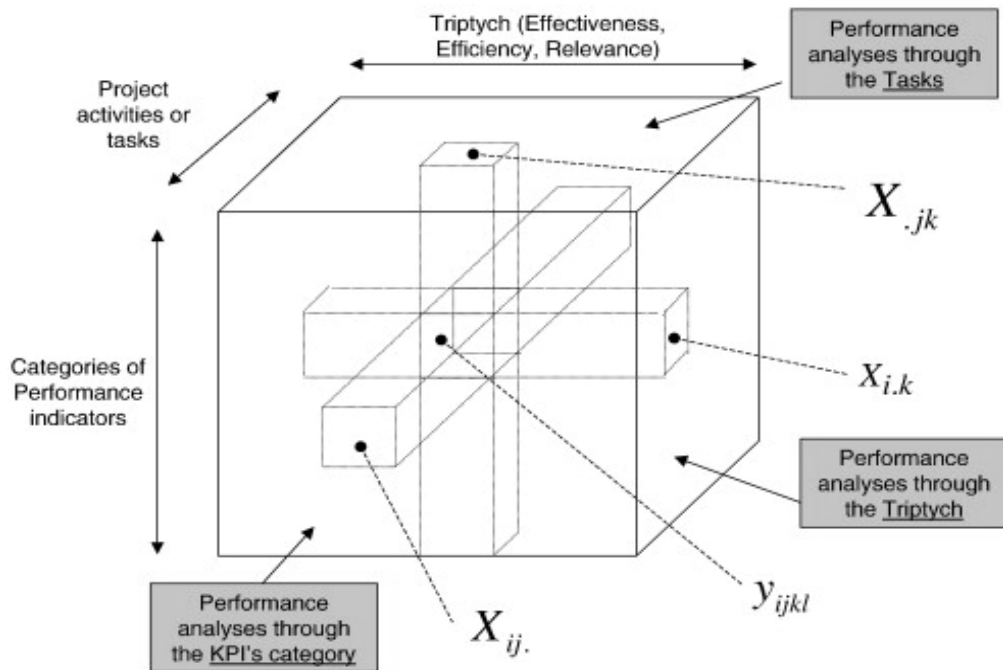 Triptych (Effectiveness,
Efficiency, Relevance)
Performance
analyses through
the Tasks
Project
activities or
tasks
X.jk
Categories of
Performance
indicators
Xi.k
Performance
analyses through
the Triptych
yijkl
Performance
analyses through
the KPI's category
Xij.